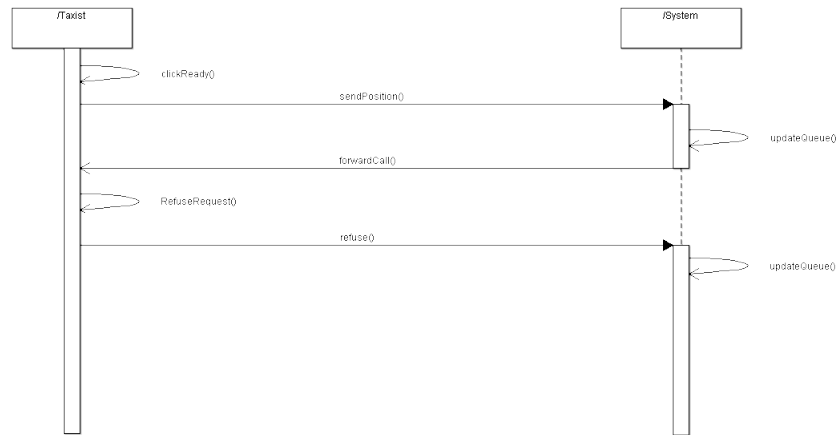 /Taxist
/System
clickReady()
sendPosition()
updateQueue()
forwardCall()
RefuseRequest()
refuse()
updateQueue()